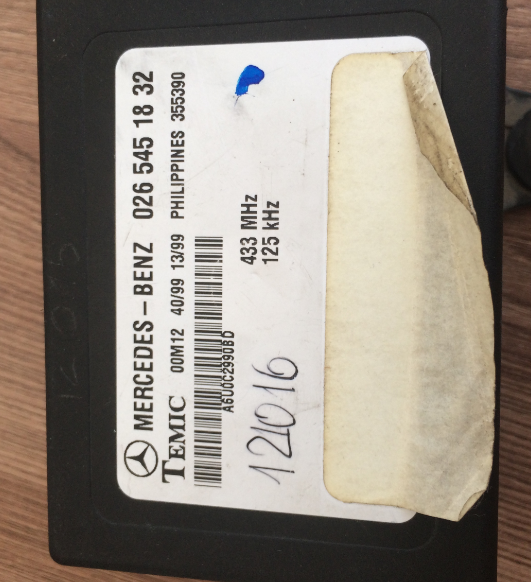 MERCEDES-BENZ 026 545 18 32
TEMIC 00M12 40/99 13/99 PHILIPPINES 355390
A6U0C2990BD
433 MHz
125 kHz
121016